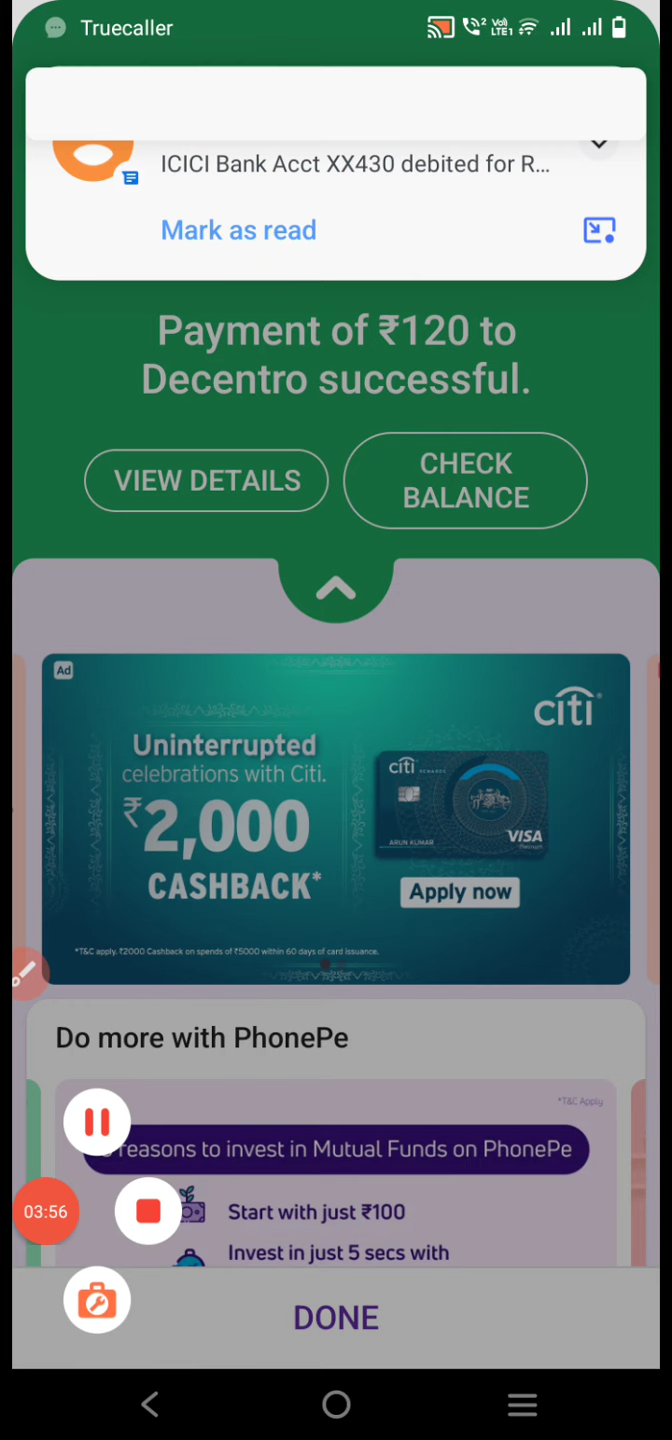 Truecaller
ICICI Bank Acct XX430 debited for R...
Mark as read
Payment of ₹120 to
Decentro successful.
VIEW DETAILS
CHECK
BALANCE
Ad
citi
Uninterrupted
celebrations with Citi.
₹2,000
CASHBACK*
citi
ARUN KUMAR
VISA
Platinum
Apply now
*T&C apply. ₹2000 Cashback on spends of ₹5000 within 60 days of card issuance.
Do more with PhonePe
*T&C Apply
reasons to invest in Mutual Funds on PhonePe
Start with just ₹100
Invest in just 5 secs with
03:56
DONE